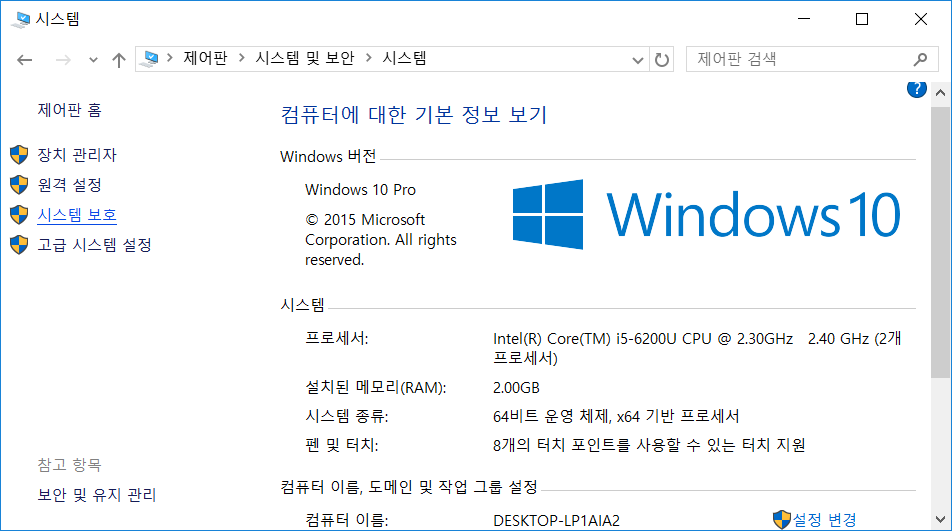 시스템
제어판 > 시스템 및 보안 > 시스템
제어판 검색
?
제어판 홈
장치 관리자
원격 설정
시스템 보호
고급 시스템 설정
참고 항목
보안 및 유지 관리
컴퓨터에 대한 기본 정보 보기
Windows 버전
Windows 10 Pro
© 2015 Microsoft
Corporation. All rights
reserved.
Windows 10
시스템
프로세서: Intel(R) Core(TM) i5-6200U CPU @ 2.30GHz 2.40 GHz (2개
프로세서)
설치된 메모리(RAM): 2.00GB
시스템 종류: 64비트 운영 체제, x64 기반 프로세서
펜 및 터치: 8개의 터치 포인트를 사용할 수 있는 터치 지원
컴퓨터 이름, 도메인 및 작업 그룹 설정
컴퓨터 이름: DESKTOP-LP1AIA2 설정 변경